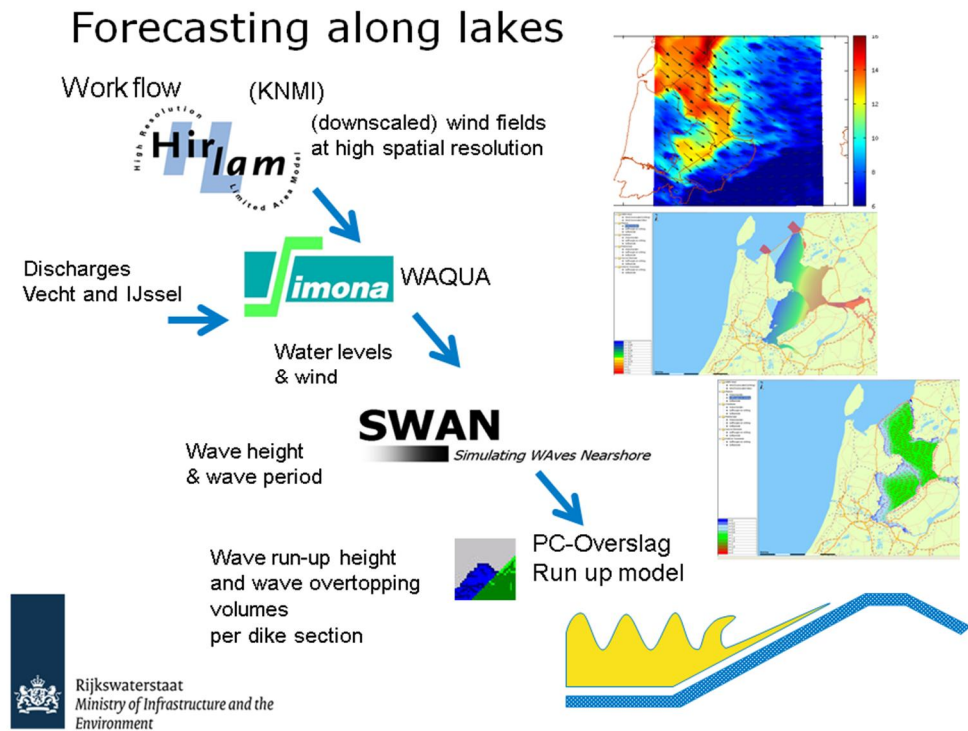 Forecasting along lakes
Work flow
(KNMI)
High Resolution
Hirlam
Limited Area Model
(downscaled) wind fields
at high spatial resolution
16
14
12
10
8
6
Discharges
Vecht and IJssel
Simona
WAQUA
Water levels
& wind
SWAN
Simulating WAves Nearshore
Wave height
& wave period
Wave run-up height
and wave overtopping
volumes
per dike section
PC-Overslag
Run up model
Rijkswaterstaat
Ministry of Infrastructure and the
Environment